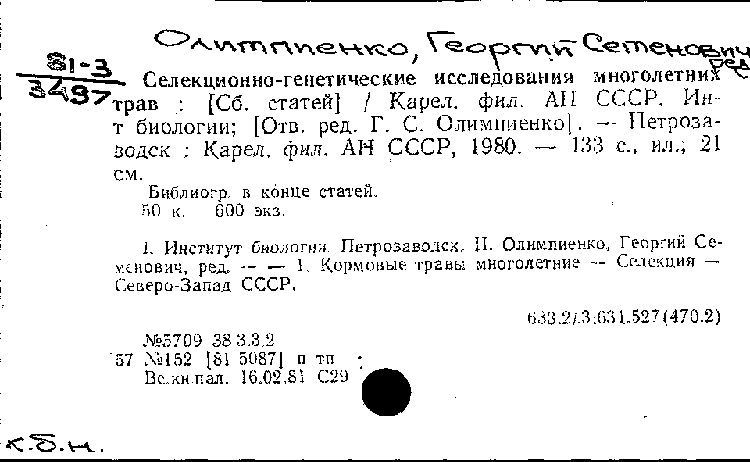 Олимпиенко, Георгий Семенович
ред
81-3
3497
Селекционно-генетические исследования многолетних
трав : [Сб. статей] / Карел. фил. АН СССР. Ин-
т биологии; [Отв. ред. Г. С. Олимпиенко]. — Петроза-
водск : Карел. фил. АН СССР, 1980. — 133 с., ил.; 21
см.
Библиогр. в конце статей.
50 к. 600 экз.
I. Институт биологии. Петрозаводск. II. Олимпиенко, Георгий Се-
менович, ред. — — 1. Кормовые травы многолетние — Селекция —
Северо-Запад СССР.
633.2/.3:631.527(470.2)
№5709 38 3.3.2
57 №152 [81 5087] п тп
Вс.кн.пал. 16.02.81 С29
к.б.н.